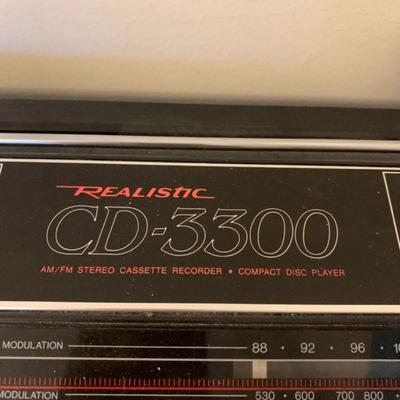 REALISTIC
CD-3300
AM/FM STEREO CASSETTE RECORDER • COMPACT DISC PLAYER
MODULATION 88 • 92 • 96 •
MODULATION 530 • 600 700 800